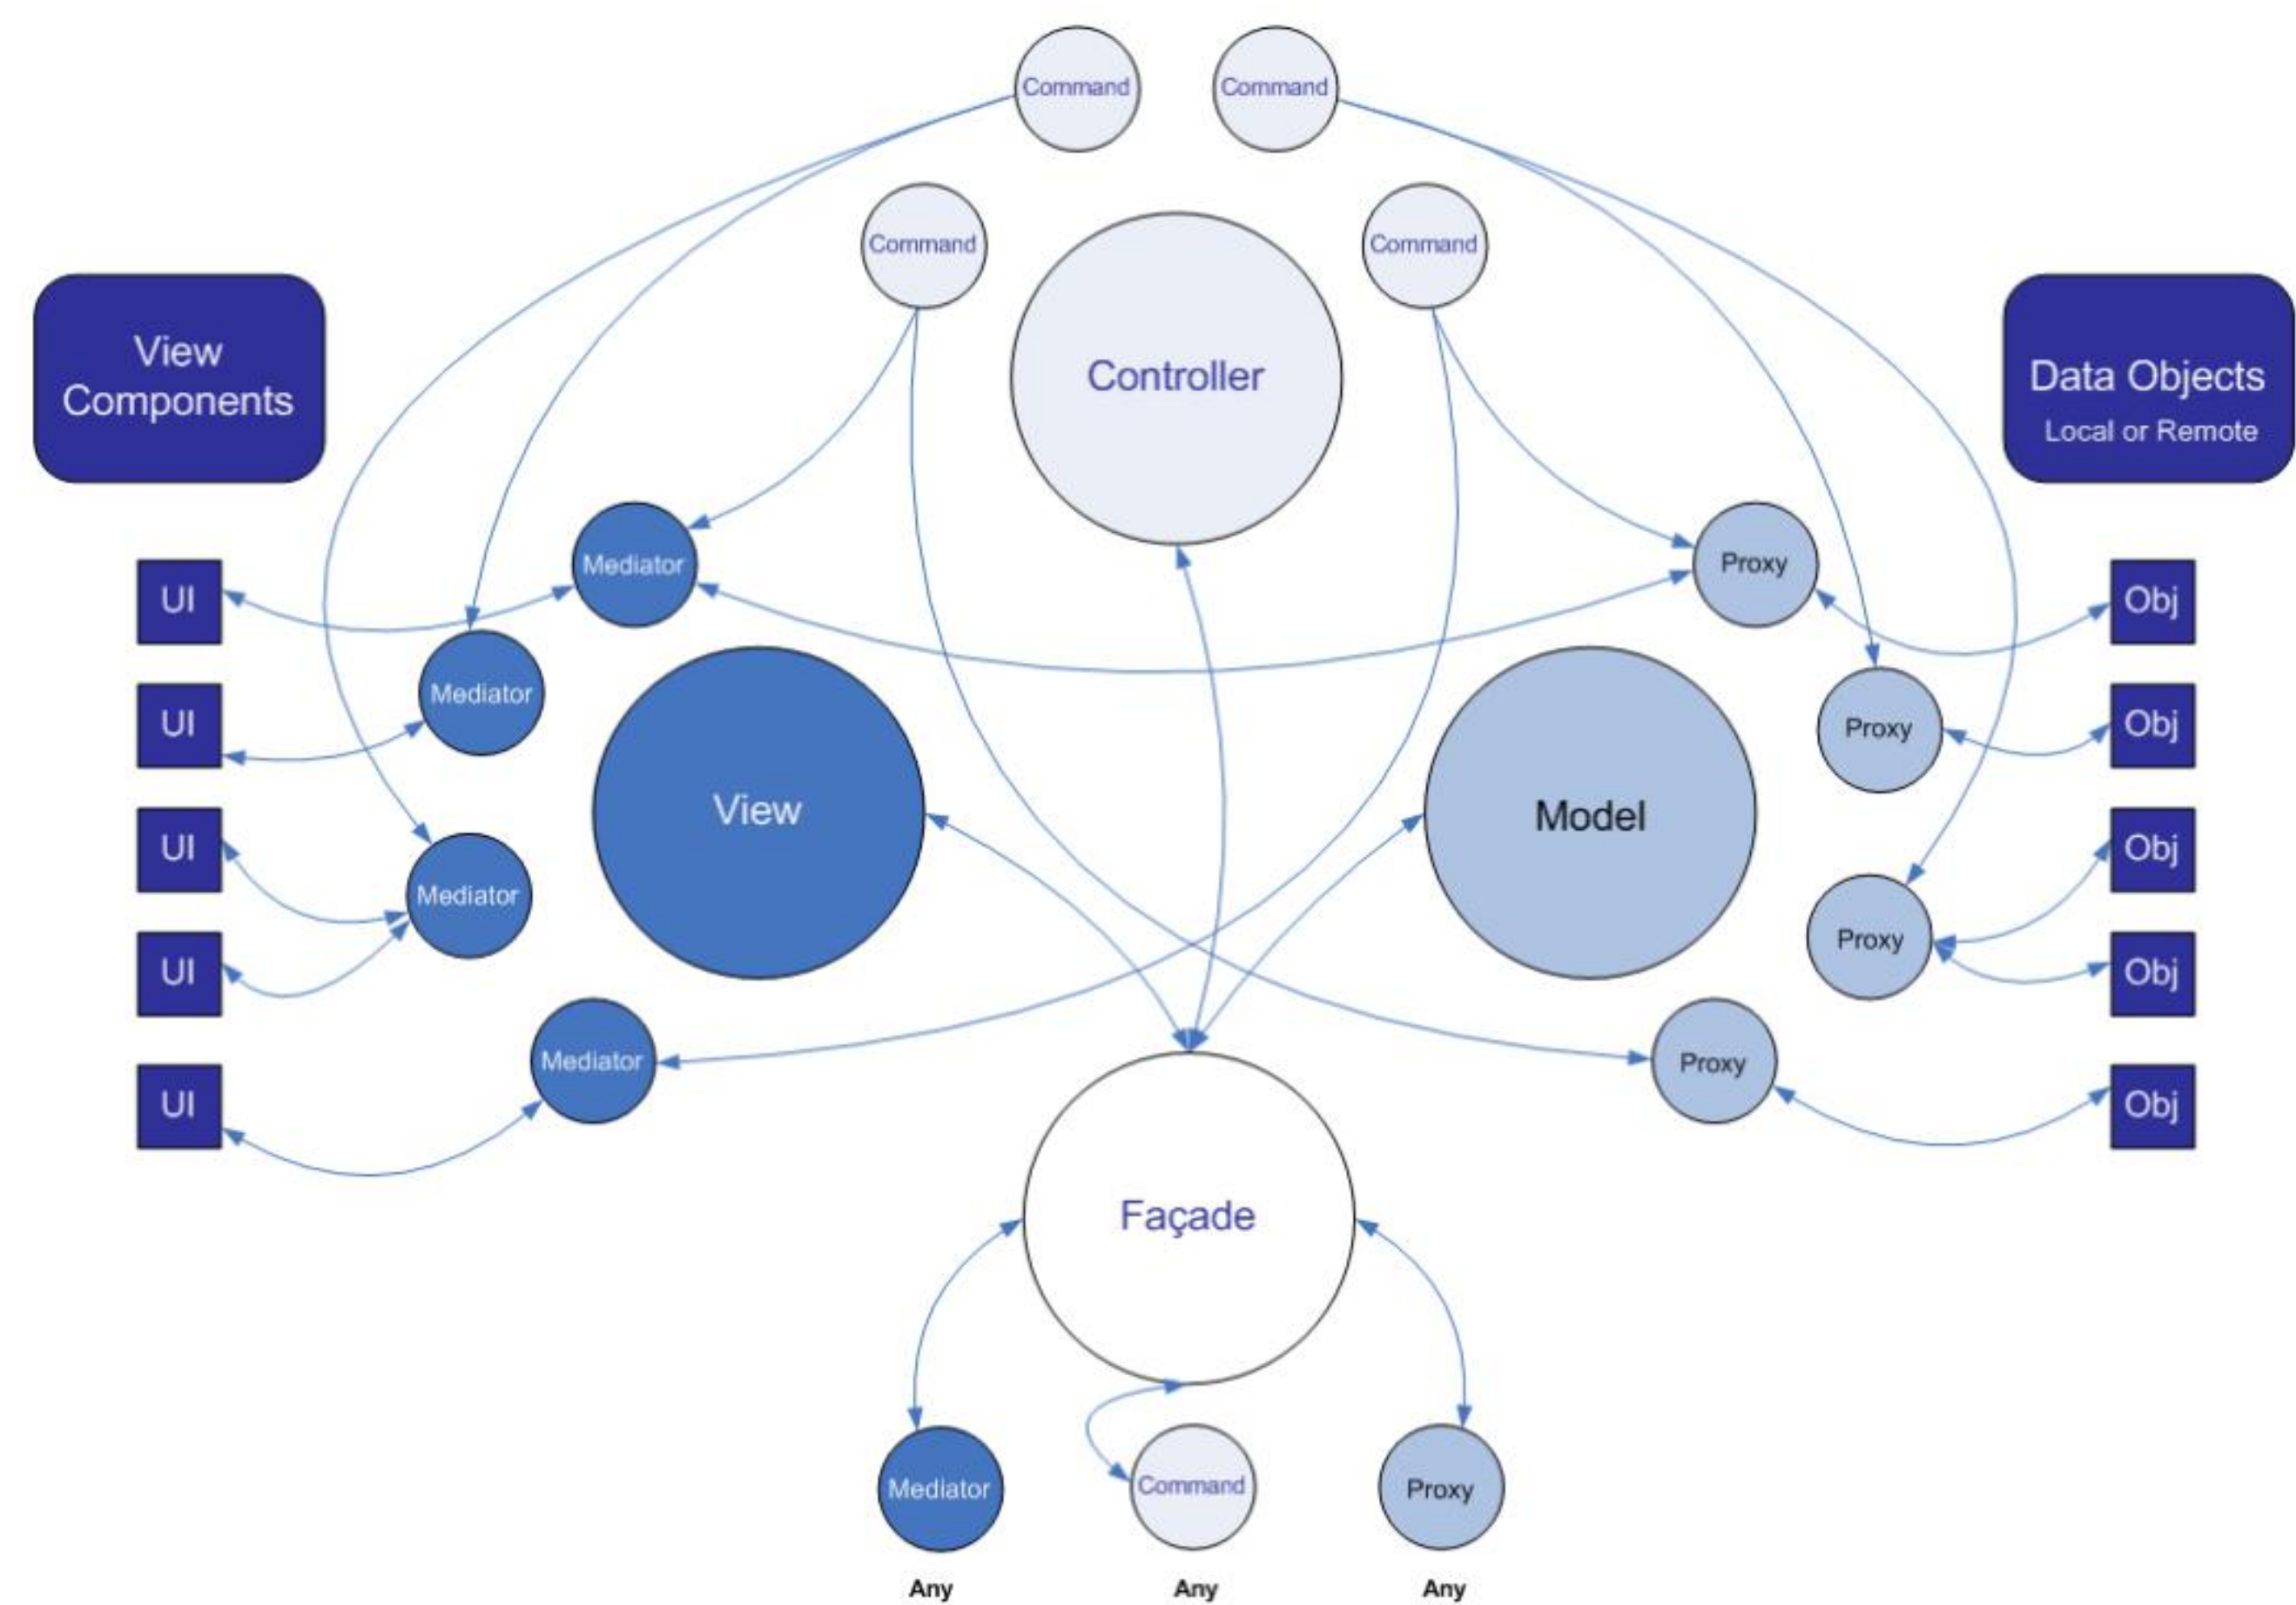 Command
Command
Command
Command
Controller
View
Components
Data Objects
Local or Remote
Mediator
Proxy
UI
Obj
Mediator
UI
Proxy
Obj
View
Model
UI
Obj
Mediator
Proxy
UI
Obj
Mediator
Proxy
UI
Obj
Façade
Mediator
Command
Proxy
Any
Any
Any